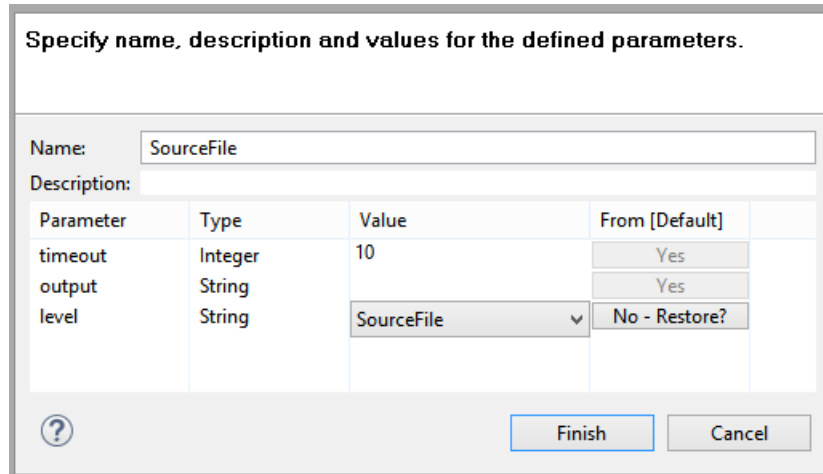 Specify name, description and values for the defined parameters.
Name: SourceFile
Description:
Parameter Type Value From [Default]
timeout Integer 10 Yes
output String Yes
level String SourceFile No - Restore?
? Finish Cancel